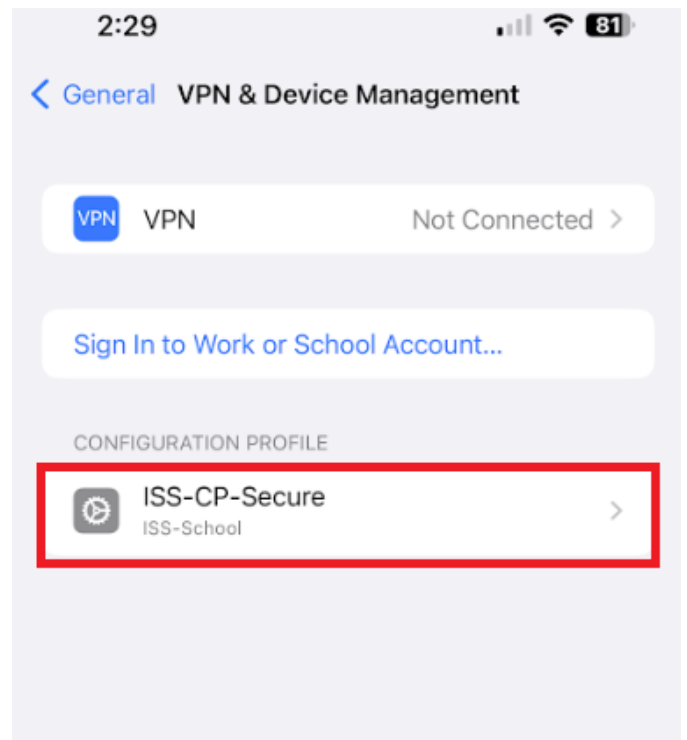 2:29 81
General VPN & Device Management
VPN VPN Not Connected
Sign In to Work or School Account...
CONFIGURATION PROFILE
ISS-CP-Secure
ISS-School